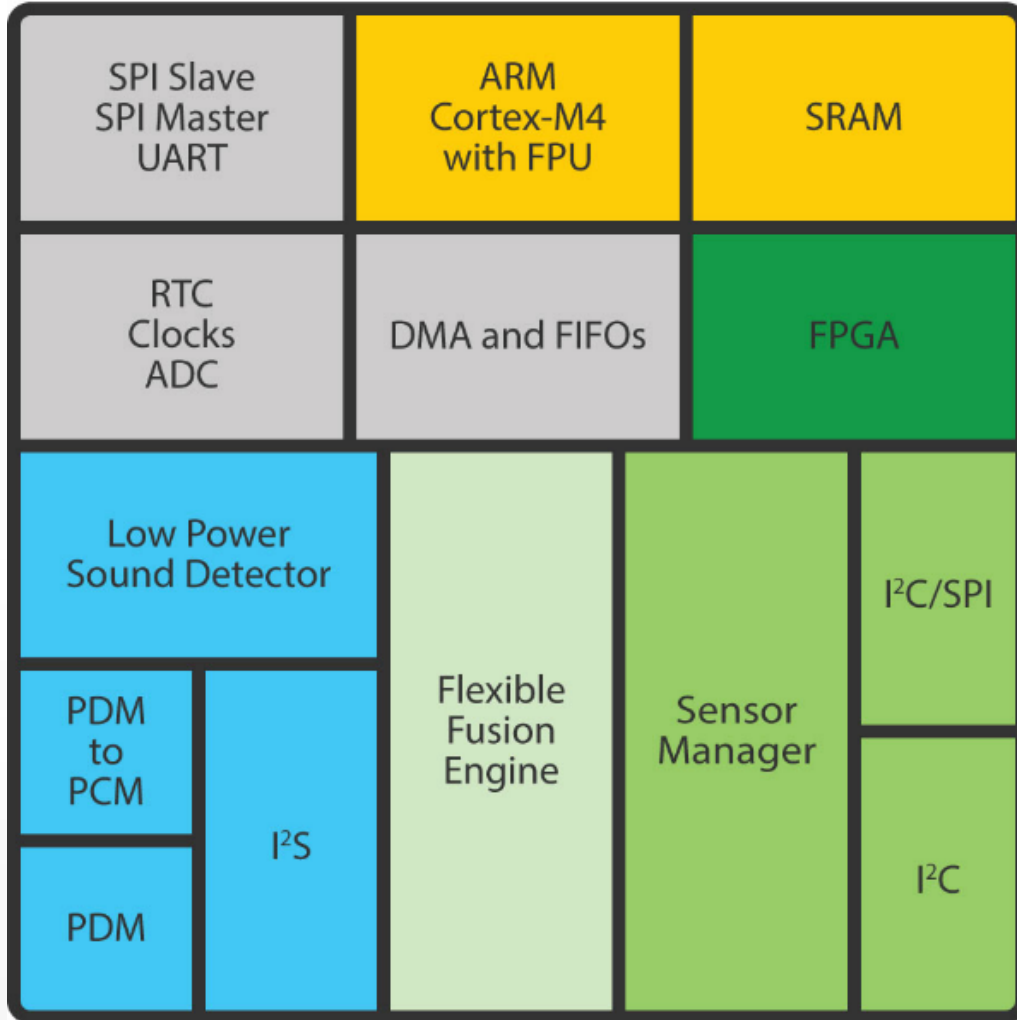 SPI Slave
SPI Master
UART
ARM
Cortex-M4
with FPU
SRAM
RTC
Clocks
ADC
DMA and FIFOs
FPGA
Low Power
Sound Detector
PDM
to
PCM
I²S
PDM
Flexible
Fusion
Engine
Sensor
Manager
I²C/SPI
I²C